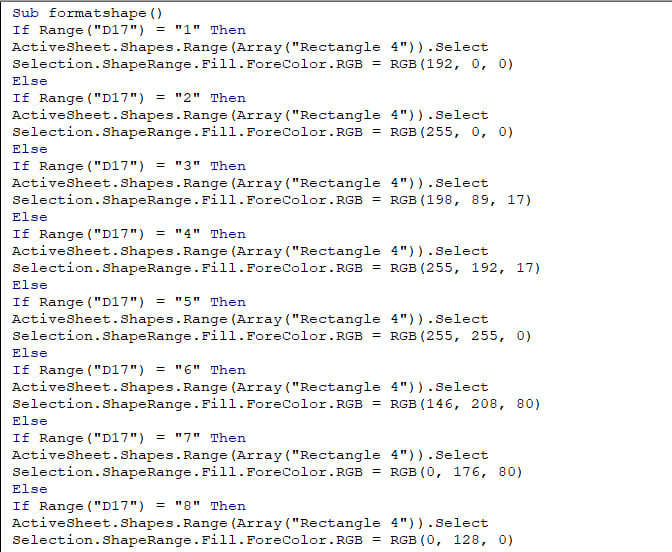 Sub formatshape()
If Range("D17") = "1" Then
ActiveSheet.Shapes.Range(Array("Rectangle 4")).Select
Selection.ShapeRange.Fill.ForeColor.RGB = RGB(192, 0, 0)
Else
If Range("D17") = "2" Then
ActiveSheet.Shapes.Range(Array("Rectangle 4")).Select
Selection.ShapeRange.Fill.ForeColor.RGB = RGB(255, 0, 0)
Else
If Range("D17") = "3" Then
ActiveSheet.Shapes.Range(Array("Rectangle 4")).Select
Selection.ShapeRange.Fill.ForeColor.RGB = RGB(198, 89, 17)
Else
If Range("D17") = "4" Then
ActiveSheet.Shapes.Range(Array("Rectangle 4")).Select
Selection.ShapeRange.Fill.ForeColor.RGB = RGB(255, 192, 17)
Else
If Range("D17") = "5" Then
ActiveSheet.Shapes.Range(Array("Rectangle 4")).Select
Selection.ShapeRange.Fill.ForeColor.RGB = RGB(255, 255, 0)
Else
If Range("D17") = "6" Then
ActiveSheet.Shapes.Range(Array("Rectangle 4")).Select
Selection.ShapeRange.Fill.ForeColor.RGB = RGB(146, 208, 80)
Else
If Range("D17") = "7" Then
ActiveSheet.Shapes.Range(Array("Rectangle 4")).Select
Selection.ShapeRange.Fill.ForeColor.RGB = RGB(0, 176, 80)
Else
If Range("D17") = "8" Then
ActiveSheet.Shapes.Range(Array("Rectangle 4")).Select
Selection.ShapeRange.Fill.ForeColor.RGB = RGB(0, 128, 0)